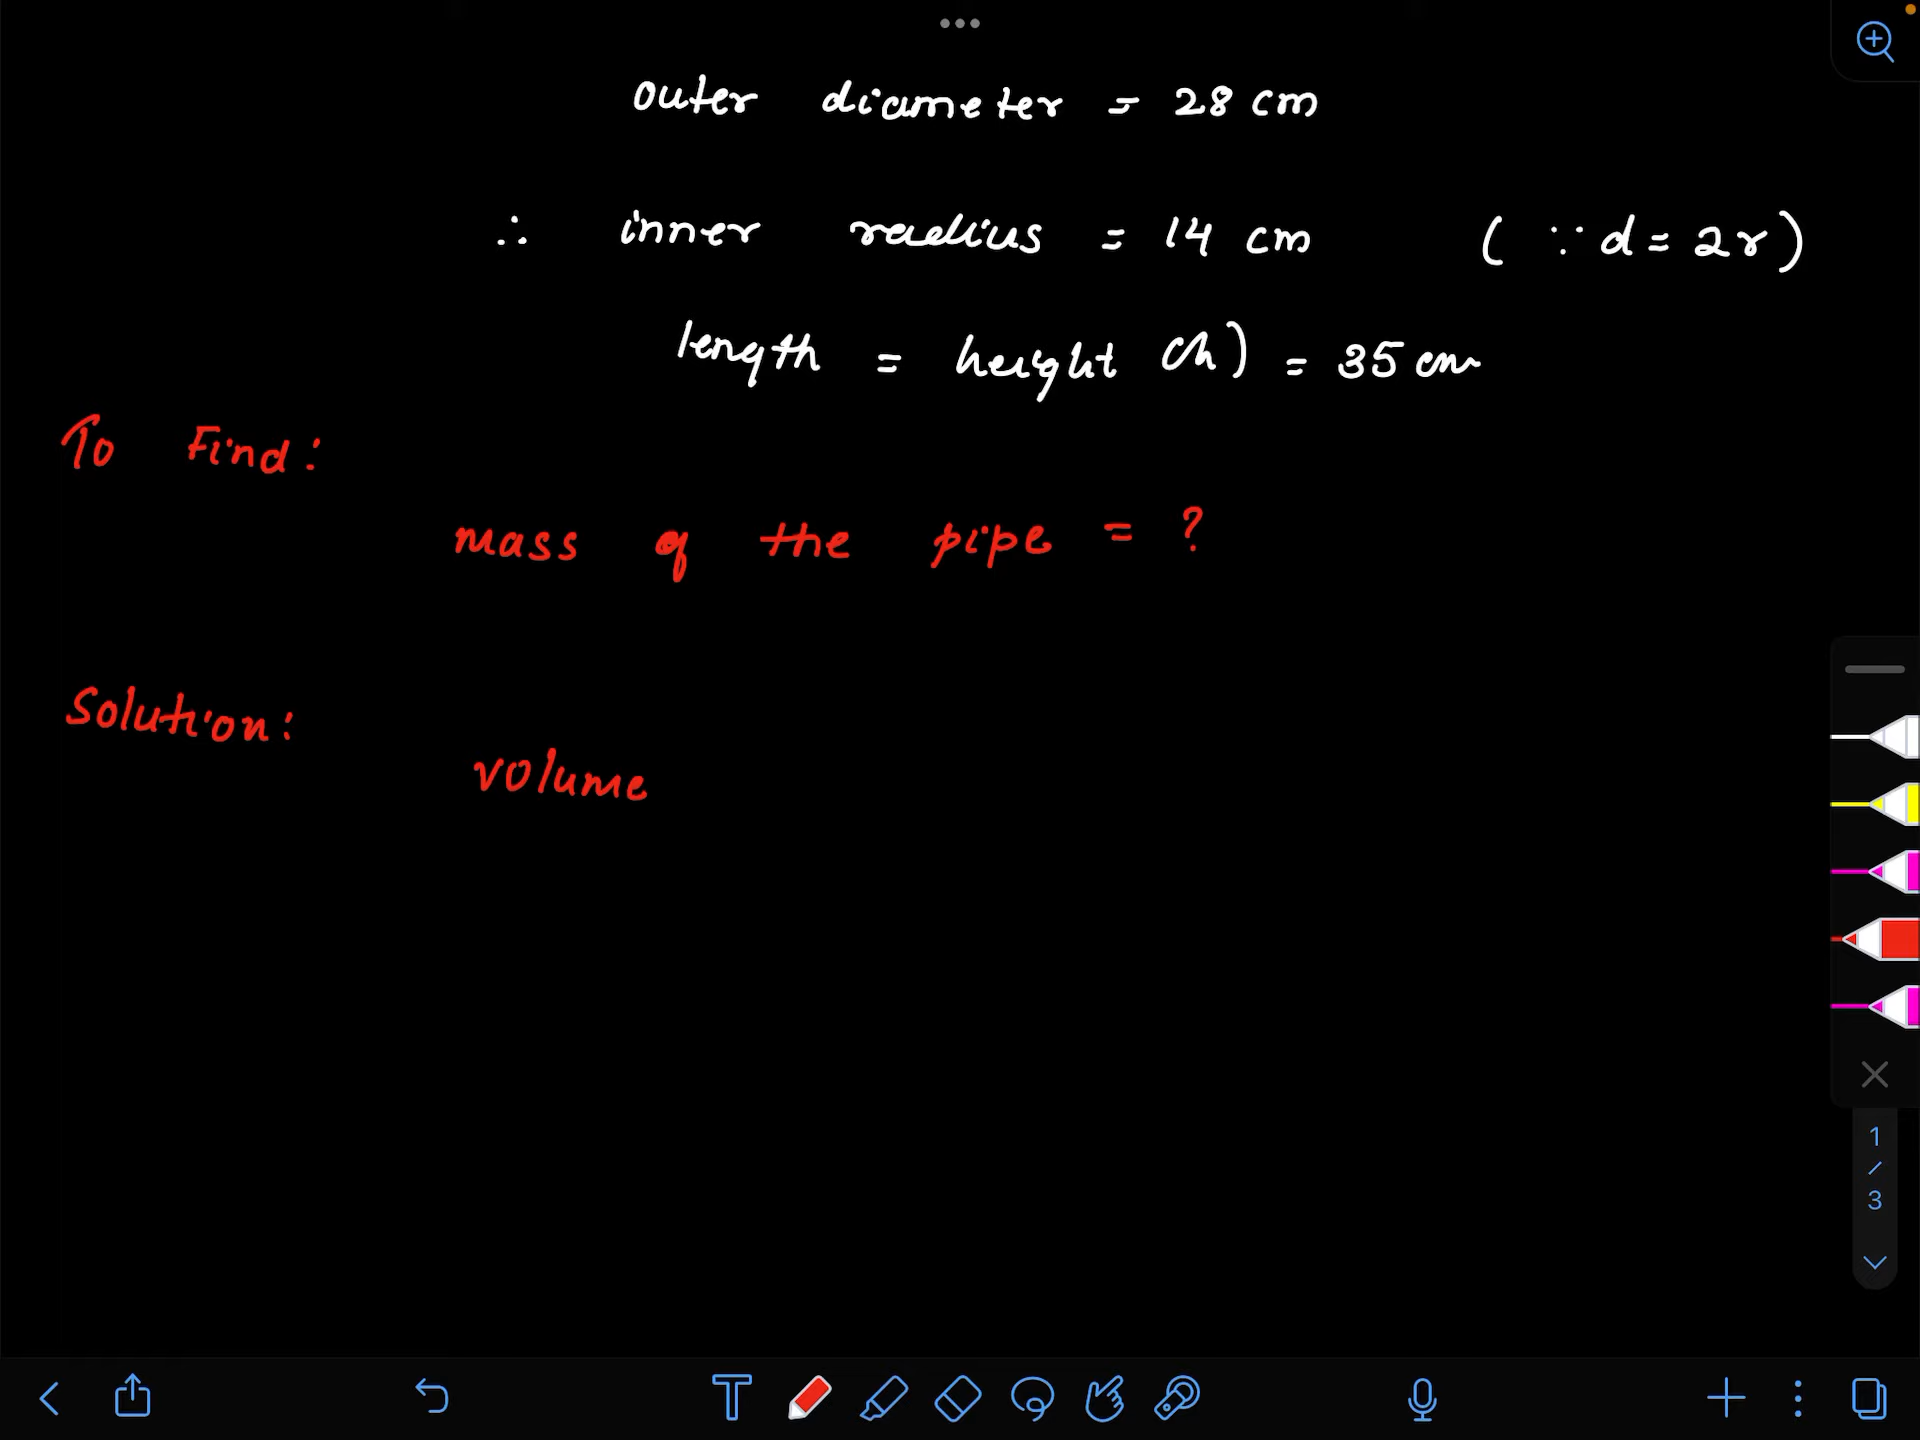 outer diameter = 28 cm
∴ inner radius = 14 cm ( ∵ d = 2r)
length = height (h) = 35 cm
To Find:
mass of the pipe = ?
Solution:
volume
1
/
3
T